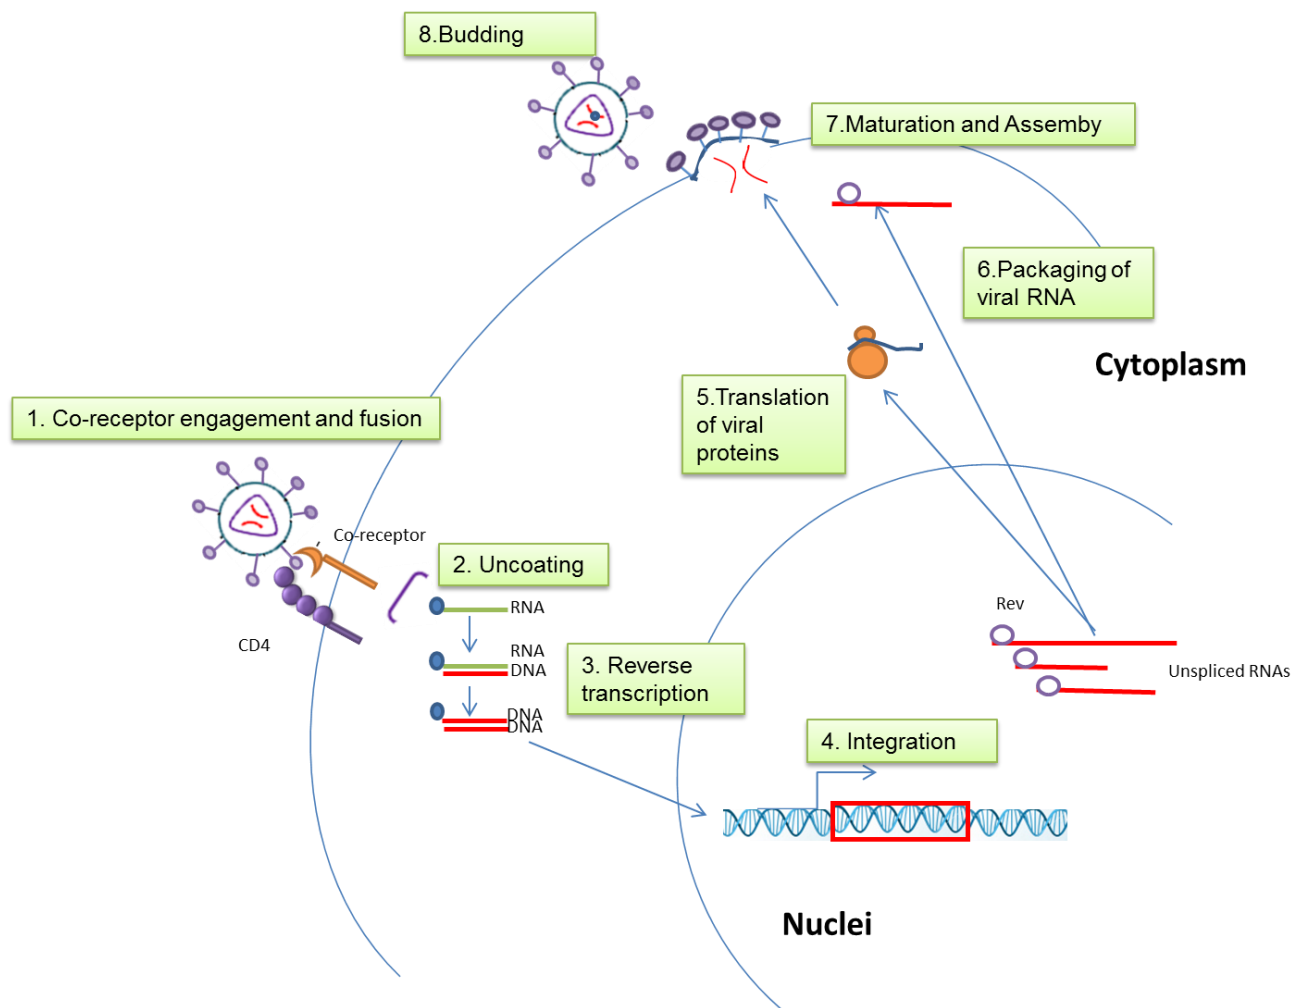 8.Budding
7.Maturation and Assemby
6.Packaging of
viral RNA
Cytoplasm
5.Translation
of viral
proteins
1. Co-receptor engagement and fusion
Co-receptor
CD4
2. Uncoating
RNA
RNA
DNA
DNA
DNA
3. Reverse
transcription
Rev
Unspliced RNAs
4. Integration
Nuclei